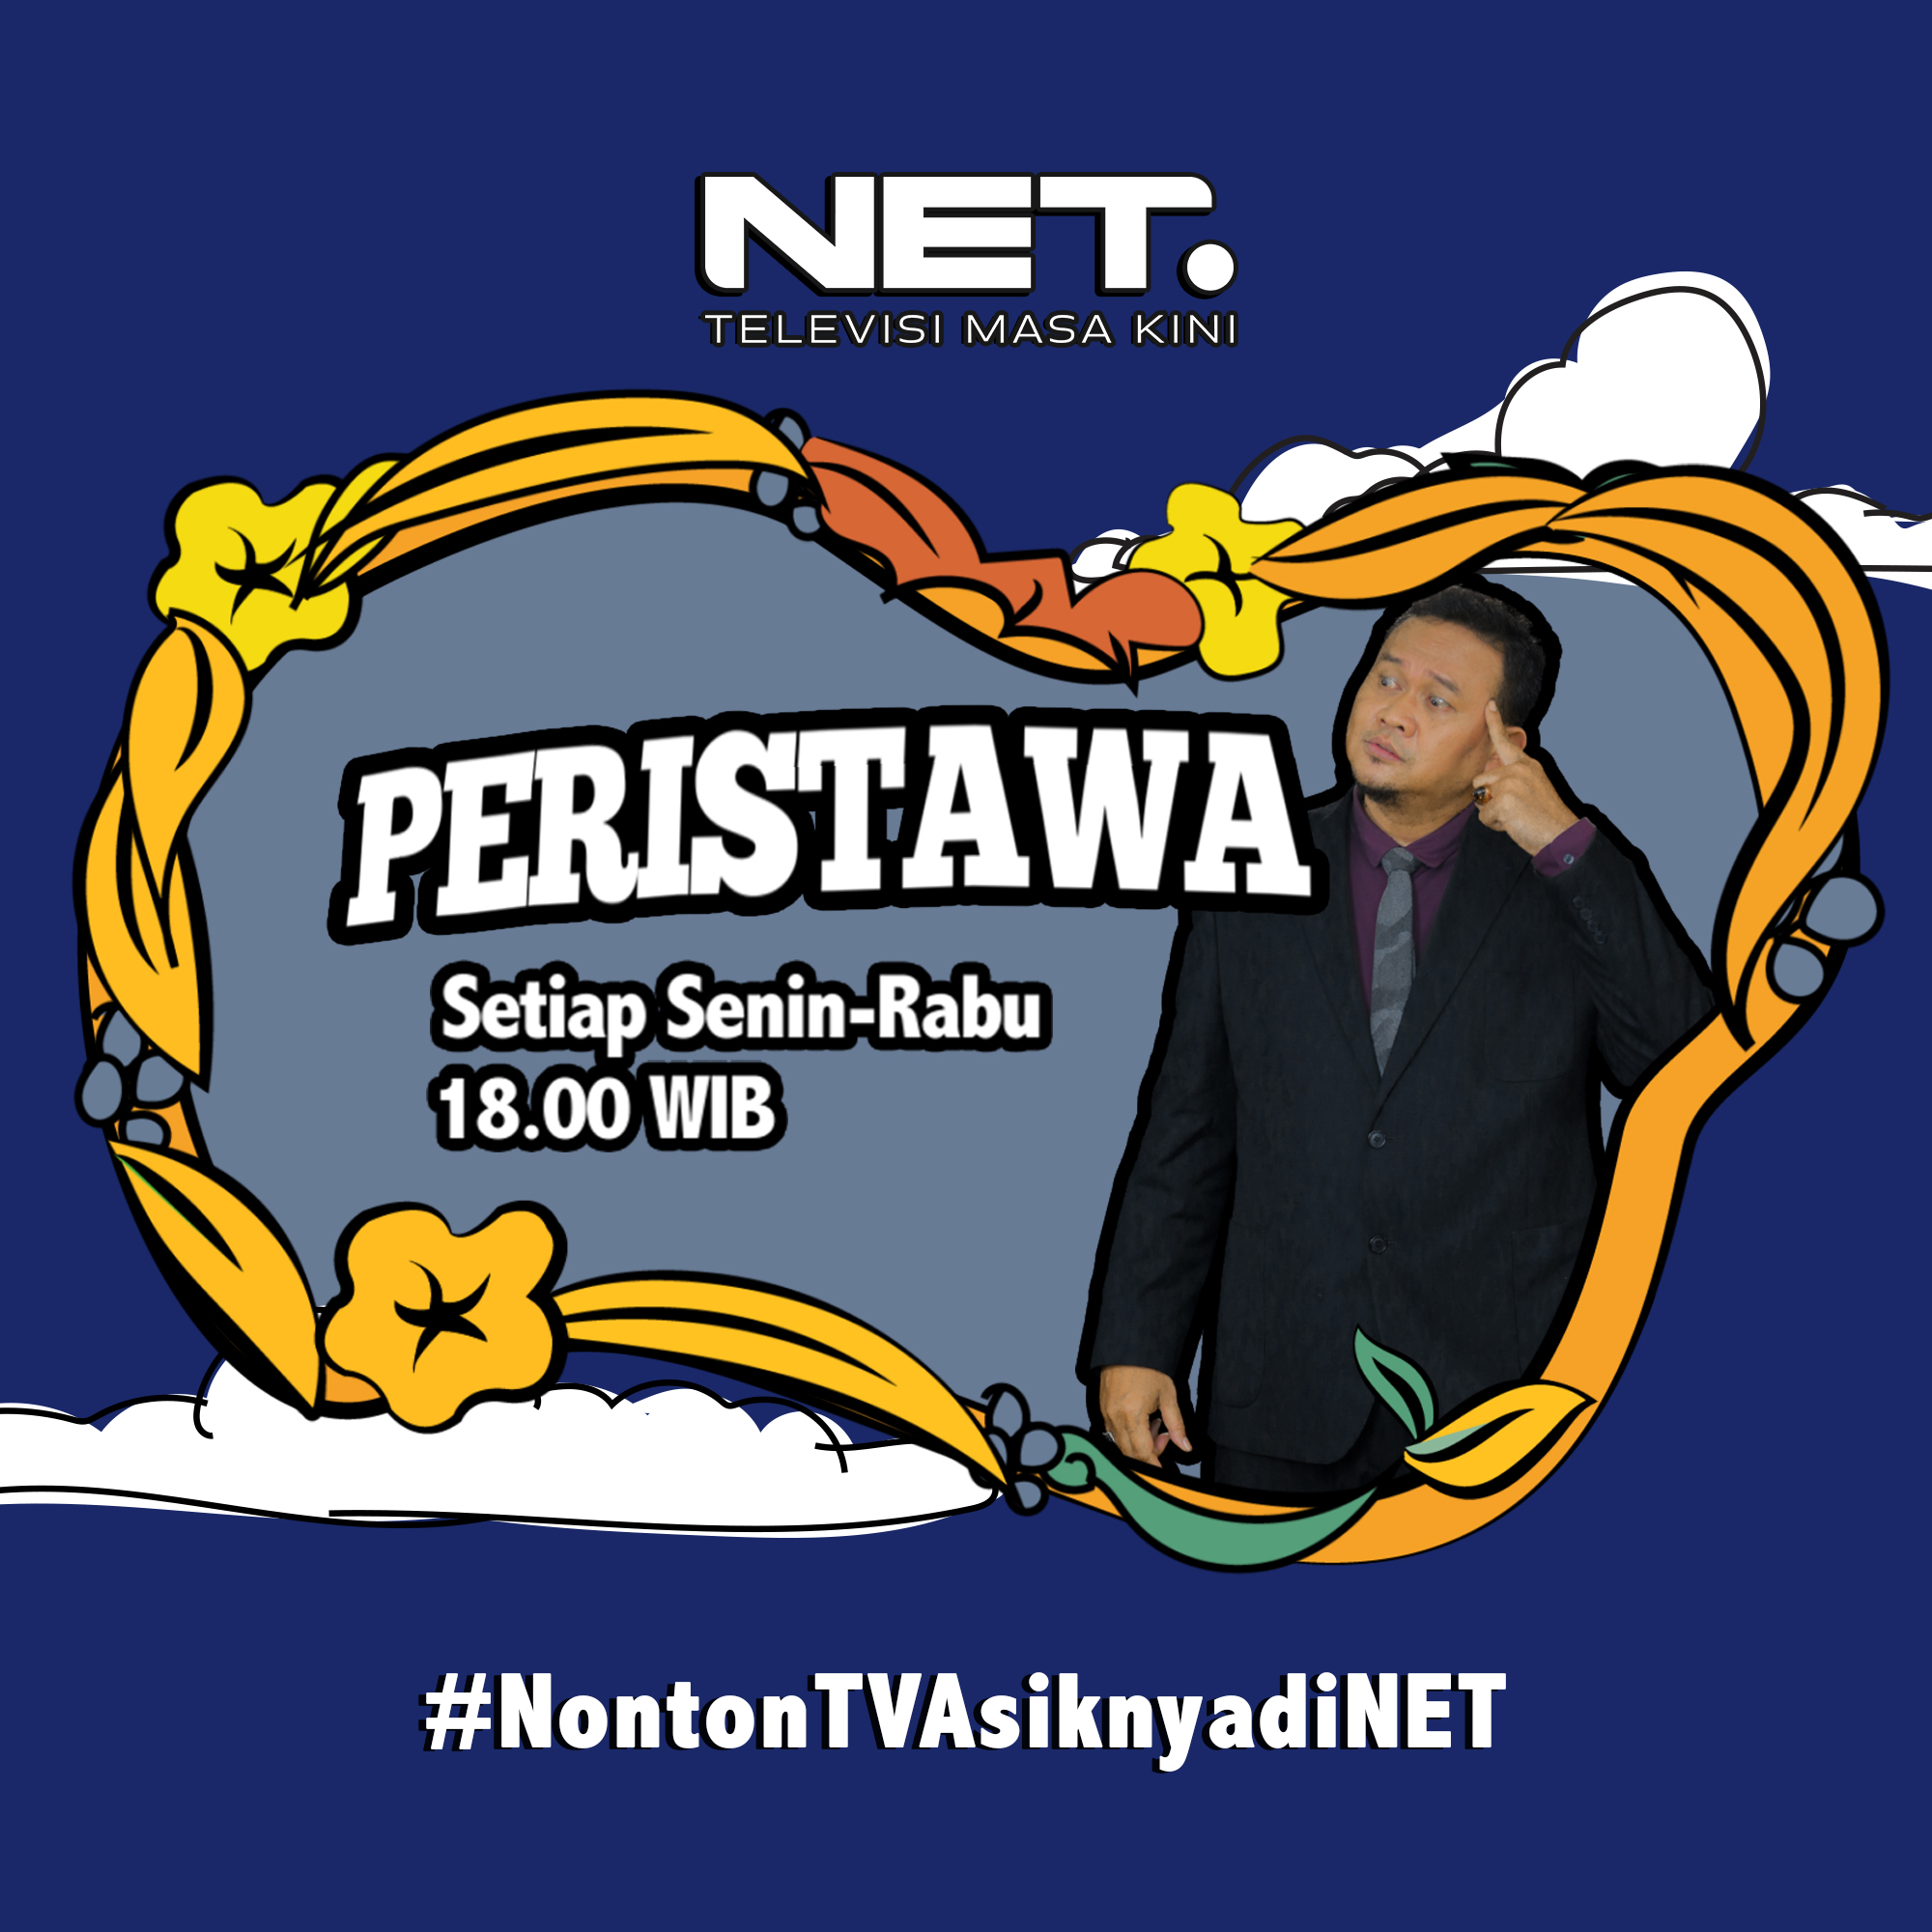 NET.
TELEVISI MASA KINI
PERISTAWA
Setiap Senin-Rabu
18.00 WIB
#NontonTVAsiknyadiNET